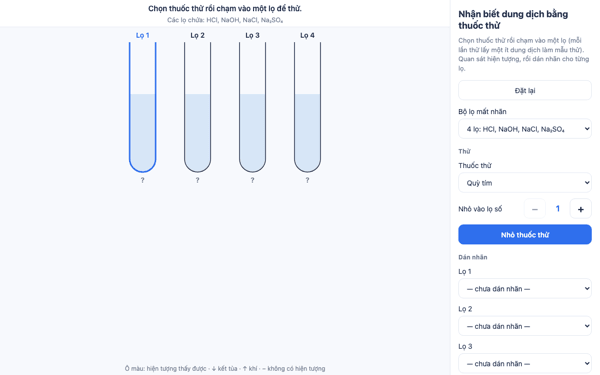 Chọn thuốc thử rồi chạm vào một lọ để thử.
Các lọ chứa: HCl, NaOH, NaCl, Na₂SO₄
Lọ 1
Lọ 2
Lọ 3
Lọ 4
?
?
?
?
Ô màu: hiện tượng thấy được · ↓ kết tủa · ↑ khí · – không có hiện tượng
Nhận biết dung dịch bằng
thuốc thử
Chọn thuốc thử rồi chạm vào một lọ (mỗi
lần thử lấy một ít dung dịch làm mẫu thử).
Quan sát hiện tượng, rồi dán nhãn cho từng
lọ.
Đặt lại
Bộ lọ mất nhãn
4 lọ: HCl, NaOH, NaCl, Na₂SO₄
Thử
Thuốc thử
Quỳ tím
Nhỏ vào lọ số
– 1 +
Nhỏ thuốc thử
Dán nhãn
Lọ 1
— chưa dán nhãn —
Lọ 2
— chưa dán nhãn —
Lọ 3
— chưa dán nhãn —